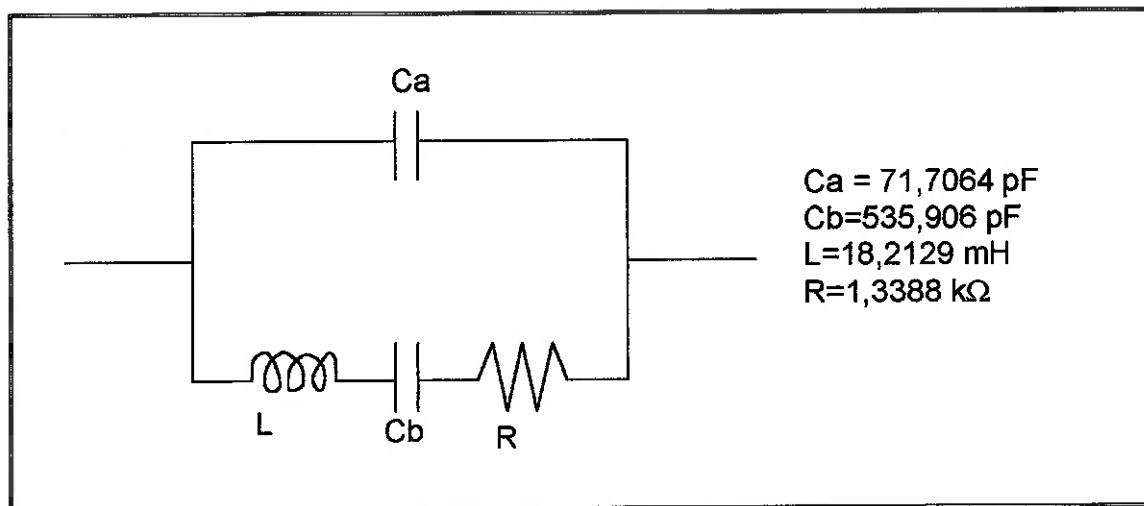 Ca
Ca = 71,7064 pF
Cb=535,906 pF
L=18,2129 mH
R=1,3388 kΩ
L
Cb
R